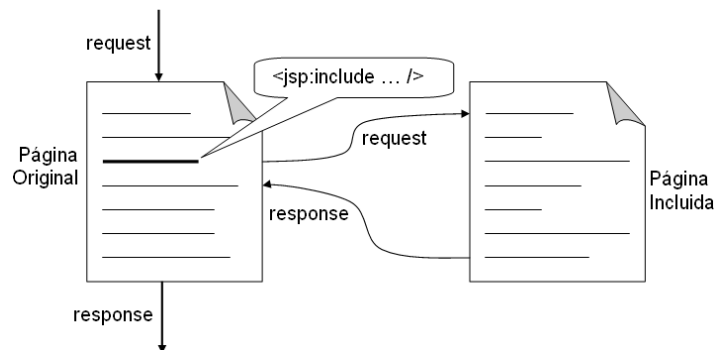 request
<jsp:include … />
request
Página
Original
Página
Incluida
response
response